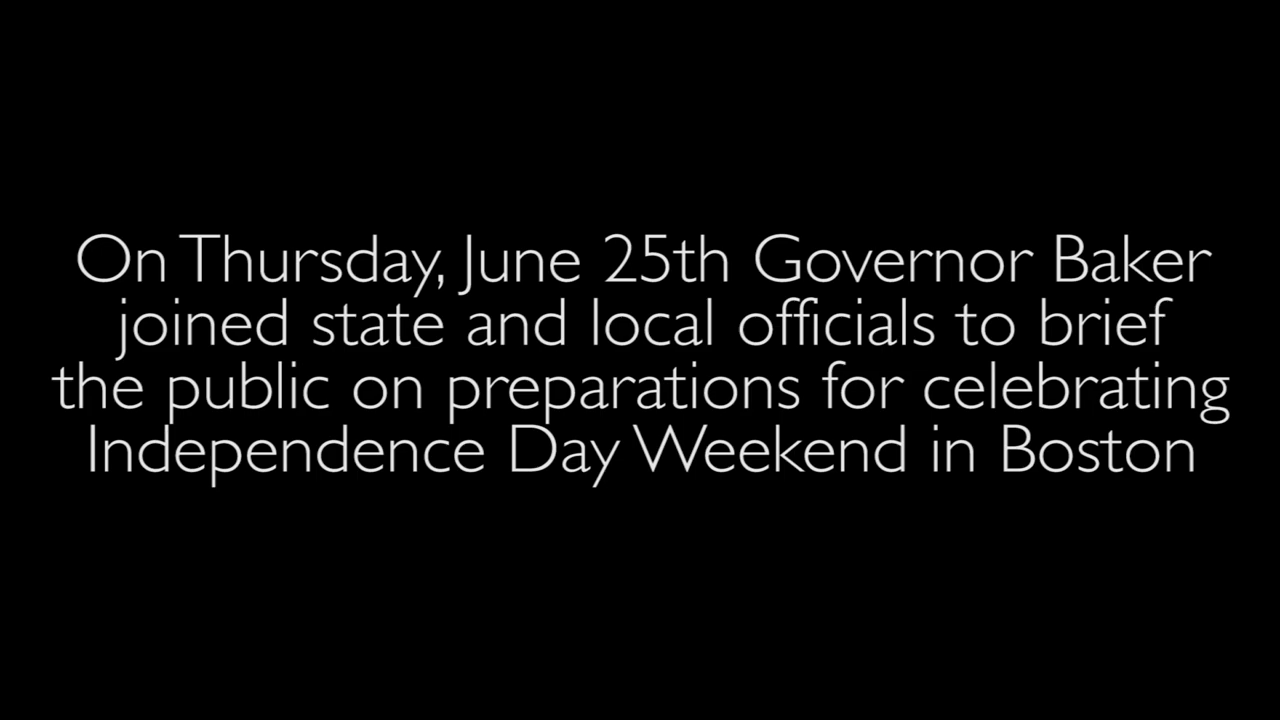 On Thursday, June 25th Governor Baker
joined state and local officials to brief
the public on preparations for celebrating
Independence Day Weekend in Boston